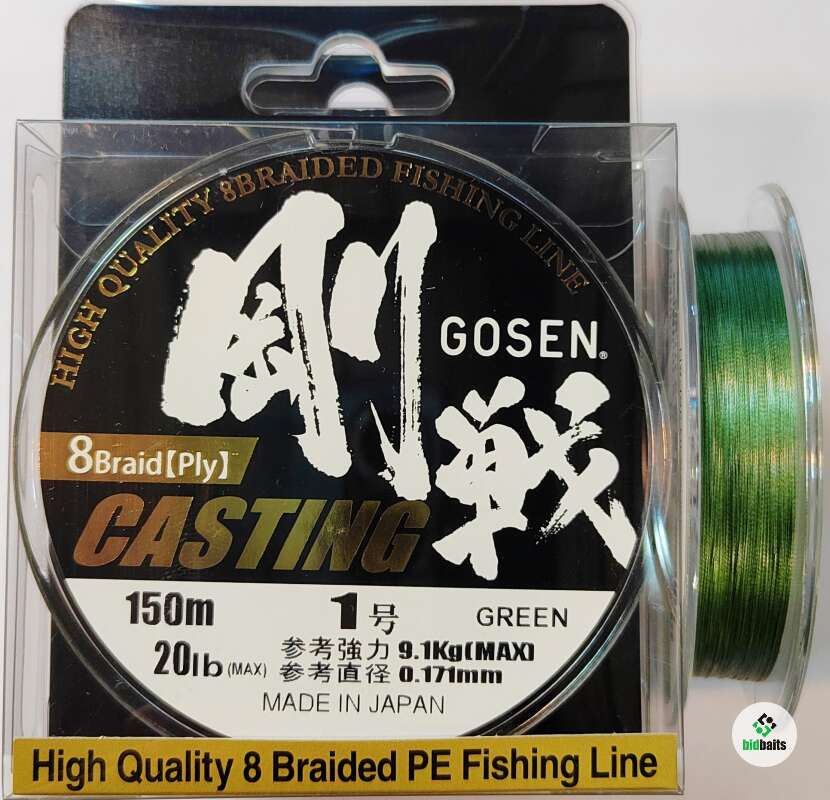 HIGH QUALITY 8BRAIDED FISHING LINE
剛戦
GOSEN®
8Braid【Ply】
CASTING
150m 1号 GREEN
20lb(MAX) 参考強力 9.1Kg(MAX)
参考直径 0.171mm
MADE IN JAPAN
High Quality 8 Braided PE Fishing Line
bidbaits